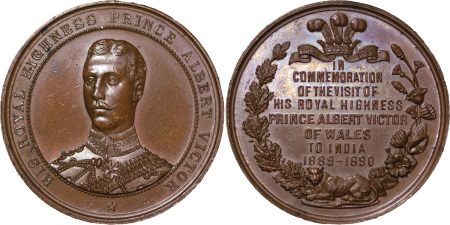 HIS ROYAL HIGHNESS PRINCE ALBERT VICTOR
IN
COMMEMORATION
OF THE VISIT OF
HIS ROYAL HIGHNESS
PRINCE ALBERT VICTOR
OF WALES
TO INDIA
1889-1890